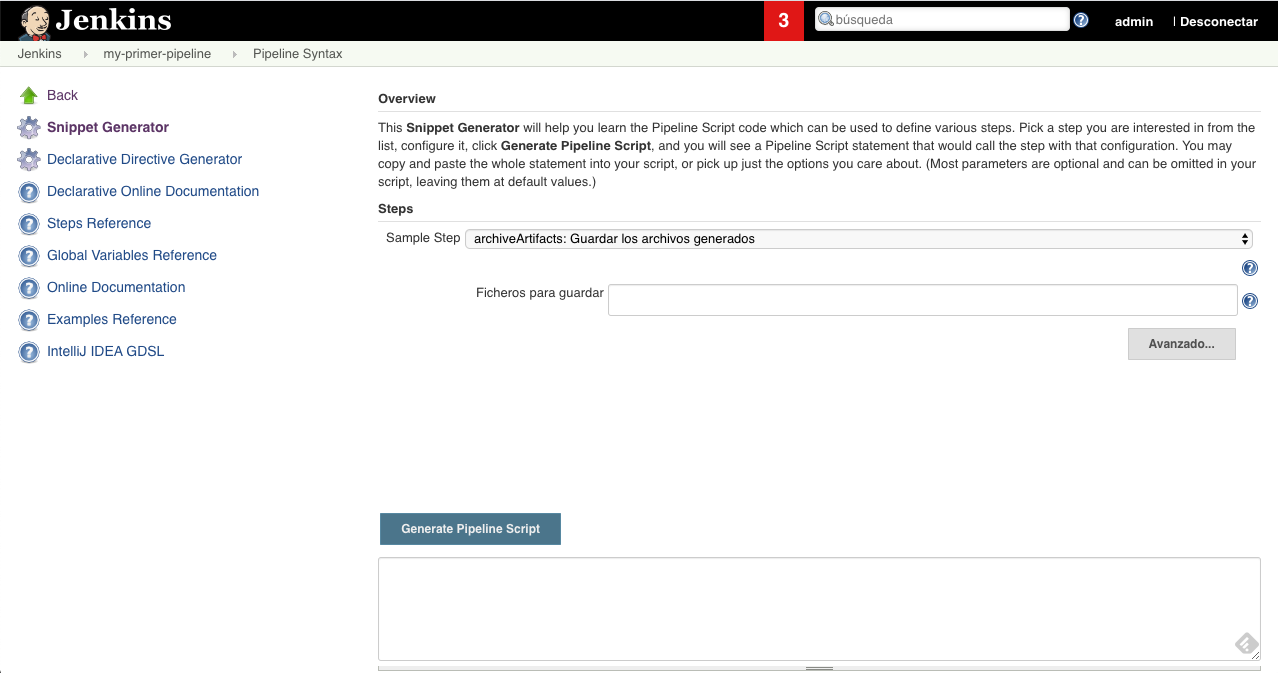 Jenkins
3
búsqueda
admin
| Desconectar
Jenkins
my-primer-pipeline
Pipeline Syntax
Back
Snippet Generator
Declarative Directive Generator
Declarative Online Documentation
Steps Reference
Global Variables Reference
Online Documentation
Examples Reference
IntelliJ IDEA GDSL
Overview
This Snippet Generator will help you learn the Pipeline Script code which can be used to define various steps. Pick a step you are interested in from the
list, configure it, click Generate Pipeline Script, and you will see a Pipeline Script statement that would call the step with that configuration. You may
copy and paste the whole statement into your script, or pick up just the options you care about. (Most parameters are optional and can be omitted in your
script, leaving them at default values.)
Steps
Sample Step archiveArtifacts: Guardar los archivos generados
Ficheros para guardar
Avanzado...
Generate Pipeline Script